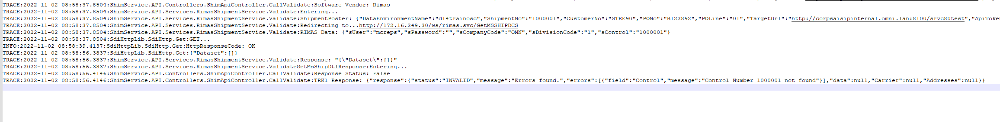 TRACE:2022-11-02 08:58:37.8504:ShimService.API.Controllers.ShimApiController.CallValidate:Software Vendor: Rimas
TRACE:2022-11-02 08:58:37.8504:ShimService.API.Services.RimasShipmentService.Validate:Entering...
TRACE:2022-11-02 08:58:37.8504:ShimService.API.Services.RimasShipmentService.Validate:ShipmentPoster: {"DataEnvironmentName":"dl4trainosc","ShipmentNo":"1000001","CustomerNo":"STEE90","PONo":"BI22892","POLine":"01","TargetUrl":"http://corpsaisipinternal.omni.lan:8100/srvc80test","ApiToken
TRACE:2022-11-02 08:58:37.8504:ShimService.API.Services.RimasShipmentService.Validate:Redirecting to...http://172.16.249.30/ws/rimas.svc/GetMSSHIPDCS
TRACE:2022-11-02 08:58:37.8504:ShimService.API.Services.RimasShipmentService.Validate:RIMAS Data: {"sUser":"mcreps","sPassword":"","sCompanyCode":"OMN","sDivisionCode":"1","sControl":"1000001"}
TRACE:2022-11-02 08:58:37.8504:SdiHttpLib.SdiHttp.Get:GET...
INFO:2022-11-02 08:58:39.4137:SdiHttpLib.SdiHttp.Get:HttpResponseCode: OK
TRACE:2022-11-02 08:58:56.3837:SdiHttpLib.SdiHttp.Get:{"Dataset":[]}
TRACE:2022-11-02 08:58:56.3837:ShimService.API.Services.RimasShipmentService.Validate:Response: "{\"Dataset\":[]}"
TRACE:2022-11-02 08:58:56.3837:ShimService.API.Services.RimasShipmentService.ValidateGetMsShipDtlResponse:Entering...
TRACE:2022-11-02 08:58:56.4146:ShimService.API.Controllers.ShimApiController.CallValidate:Response Status: False
TRACE:2022-11-02 08:58:56.4146:ShimService.API.Controllers.ShimApiController.CallValidate:TRK1 Response: {"response":{"status":"INVALID","message":"Errors found.","errors":[{"field":"Control","message":"Control Number 1000001 not found"}],"data":null,"Carrier":null,"Addresses":null}}